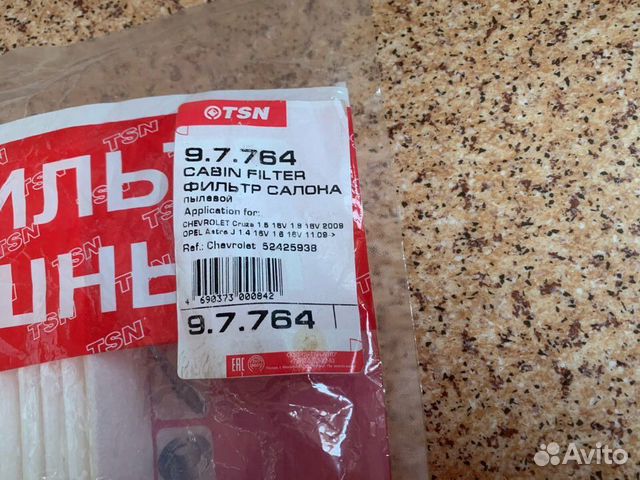 TSN
TSN
9.7.764
CABIN FILTER
ФИЛЬТР САЛОНА
пылевой
Application for:
CHEVROLET Cruze 1.6 16V 1.8 16V 2009
OPEL Astra J 1.4 16V 1.6 16V 11.09->
Ref.: Chevrolet 52425938
4 690373 000842
9.7.764
ИЛЬТ
ШНЫ
TSN
TSN
TSN
EAC
Avito